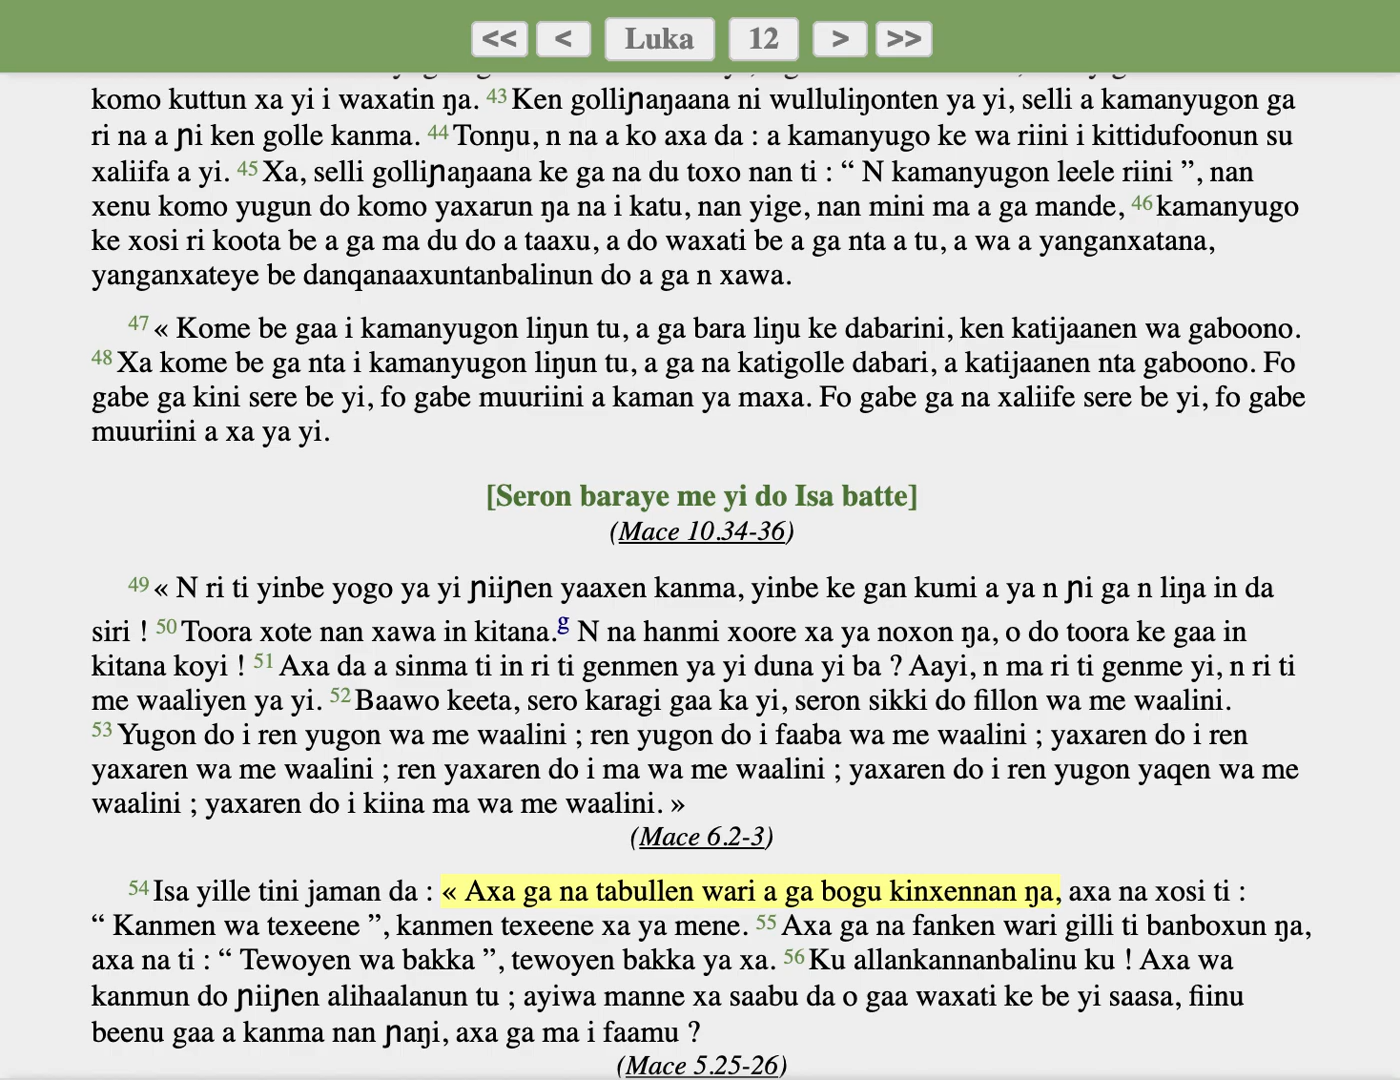 << < Luka 12 > >>
komo kuttun xa yi i waxatin ŋa. 43 Ken golliɲaŋaana ni wulluliŋonten ya yi, selli a kamanyugon ga
ri na a ɲi ken golle kanma. 44 Tonŋu, n na a ko axa da : a kamanyugo ke wa riini i kittidufoonun su
xaliifa a yi. 45 Xa, selli golliɲaŋaana ke ga na du toxo nan ti : “ N kamanyugon leele riini ”, nan
xenu komo yugun do komo yaxarun ŋa na i katu, nan yige, nan mini ma a ga mande, 46 kamanyugo
ke xosi ri koota be a ga ma du do a taaxu, a do waxati be a ga nta a tu, a wa a yanganxatana,
yanganxateye be danqanaaxuntanbalinun do a ga n xawa.
47 « Kome be gaa i kamanyugon liŋun tu, a ga bara liŋu ke dabarini, ken katijaanen wa gaboono.
48 Xa kome be ga nta i kamanyugon liŋun tu, a ga na katigolle dabari, a katijaanen nta gaboono. Fo
gabe ga kini sere be yi, fo gabe muuriini a kaman ya maxa. Fo gabe ga na xaliife sere be yi, fo gabe
muuriini a xa ya yi.
[Seron baraye me yi do Isa batte]
(Mace 10.34-36)
49 « N ri ti yinbe yogo ya yi ɲiiɲen yaaxen kanma, yinbe ke gan kumi a ya n ɲi ga n liŋa in da
siri ! 50 Toora xote nan xawa in kitana.g N na hanmi xoore xa ya noxon ŋa, o do toora ke gaa in
kitana koyi ! 51 Axa da a sinma ti in ri ti genmen ya yi duna yi ba ? Aayi, n ma ri ti genme yi, n ri ti
me waaliyen ya yi. 52 Baawo keeta, sero karagi gaa ka yi, seron sikki do fillon wa me waalini.
53 Yugon do i ren yugon wa me waalini ; ren yugon do i faaba wa me waalini ; yaxaren do i ren
yaxaren wa me waalini ; ren yaxaren do i ma wa me waalini ; yaxaren do i ren yugon yaqen wa me
waalini ; yaxaren do i kiina ma wa me waalini. »
(Mace 6.2-3)
54 Isa yille tini jaman da : « Axa ga na tabullen wari a ga bogu kinxennan ŋa, axa na xosi ti :
“ Kanmen wa texeene ”, kanmen texeene xa ya mene. 55 Axa ga na fanken wari gilli ti banboxun ŋa,
axa na ti : “ Tewoyen wa bakka ”, tewoyen bakka ya xa. 56 Ku allankannanbalinu ku ! Axa wa
kanmun do ɲiiɲen alihaalanun tu ; ayiwa manne xa saabu da o gaa waxati ke be yi saasa, fiinu
beenu gaa a kanma nan ɲaŋi, axa ga ma i faamu ?
(Mace 5.25-26)